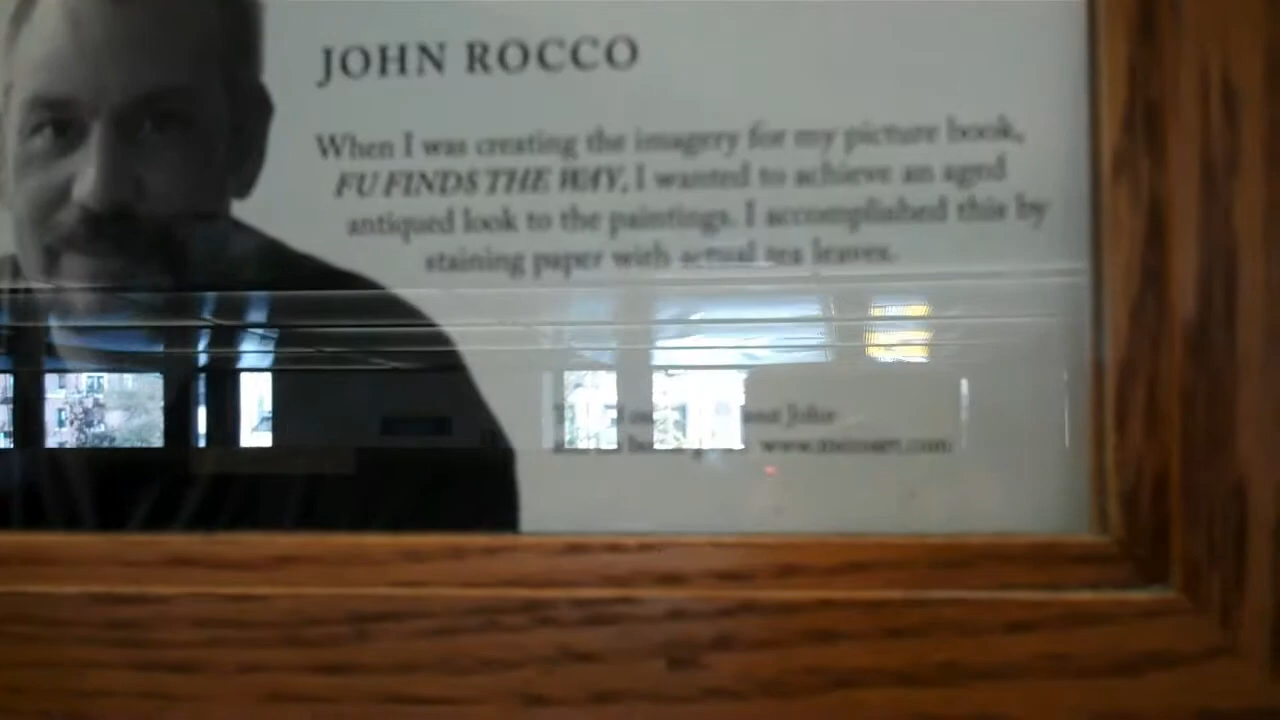 JOHN ROCCO
When I was creating the imagery for my picture book,
FU FINDS THE WAY, I wanted to achieve an aged
antiqued look to the paintings. I accomplished this by
staining paper with actual tea leaves.
John